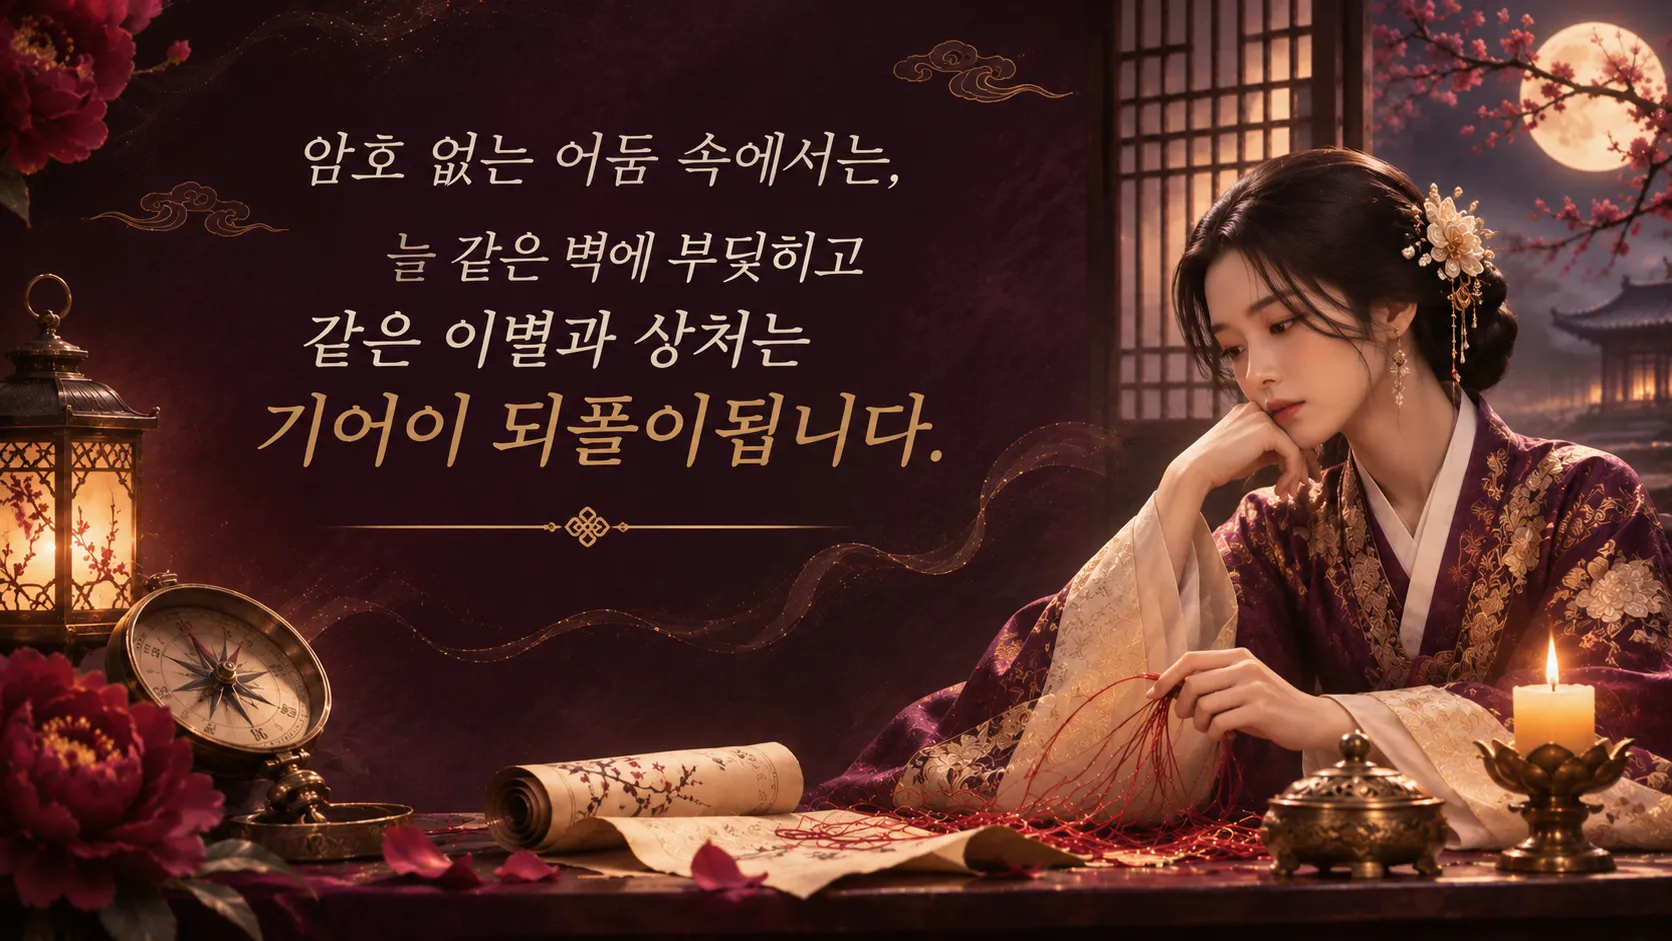 암호 없는 어둠 속에서는,
늘 같은 벽에 부딪히고
같은 이별과 상처는
기어이 되폴이됩니다.